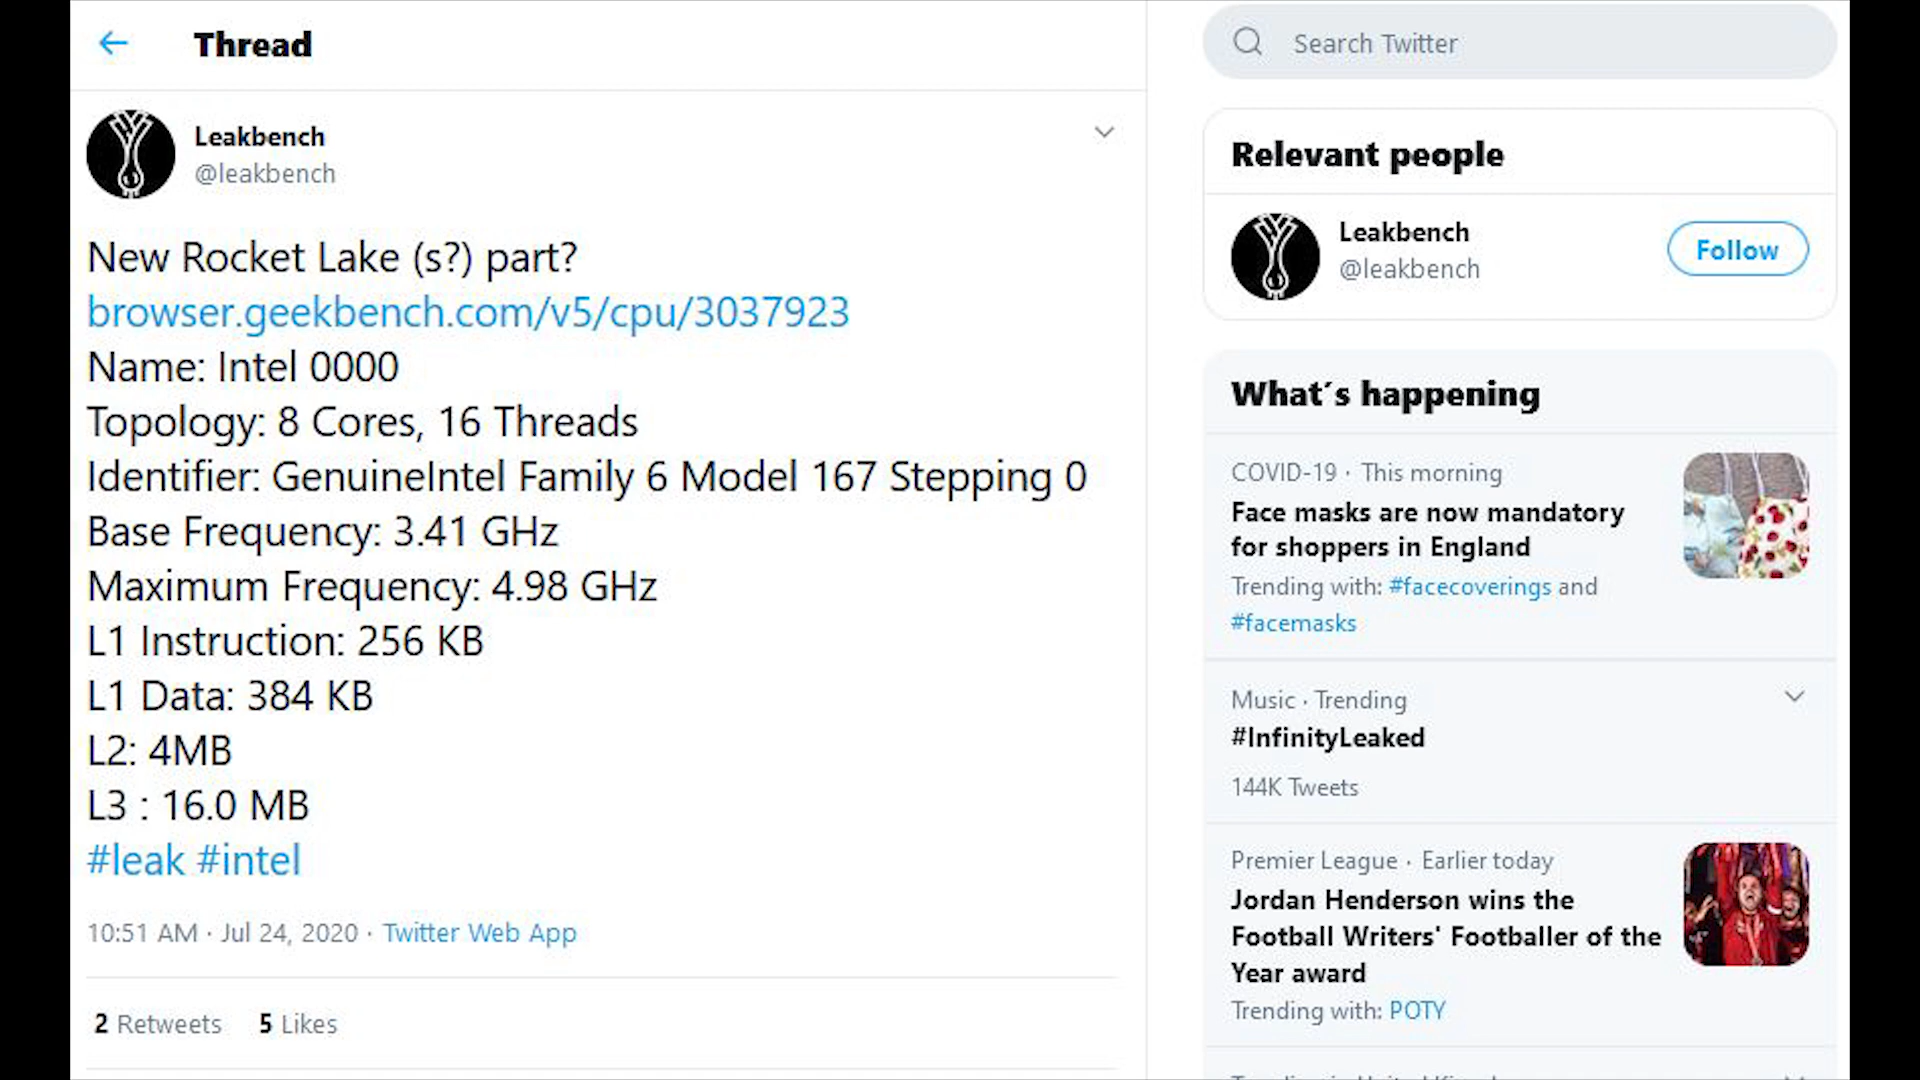 Thread
Leakbench
@leakbench
New Rocket Lake (s?) part?
browser.geekbench.com/v5/cpu/3037923
Name: Intel 0000
Topology: 8 Cores, 16 Threads
Identifier: GenuineIntel Family 6 Model 167 Stepping 0
Base Frequency: 3.41 GHz
Maximum Frequency: 4.98 GHz
L1 Instruction: 256 KB
L1 Data: 384 KB
L2: 4MB
L3 : 16.0 MB
#leak #intel
10:51 AM · Jul 24, 2020 · Twitter Web App
2 Retweets 5 Likes
Search Twitter
Relevant people
Leakbench
@leakbench
Follow
What´s happening
COVID-19 · This morning
Face masks are now mandatory
for shoppers in England
Trending with: #facecoverings and
#facemasks
Music · Trending
#InfinityLeaked
144K Tweets
Premier League · Earlier today
Jordan Henderson wins the
Football Writers' Footballer of the
Year award
Trending with: POTY